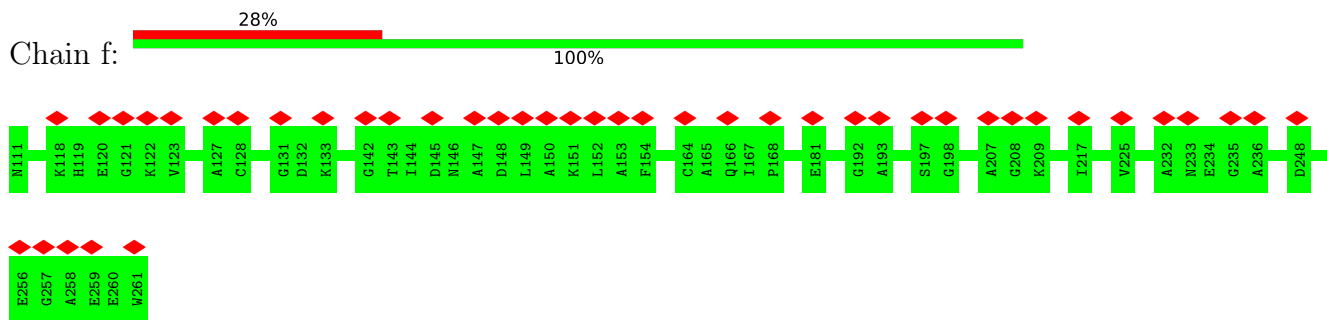 28%
Chain f:
100%
N111 K118 H119 E120 G121 K122 V123 A127 C128 G131 D132 K133 G142 T143 I144 D145 N146 A147 D148 L149 A150 K151 L152 A153 F154 C164 A165 Q166 I167 P168 E181 G192 A193 S197 G198 A207 G208 K209 I217 V225 A232 N233 E234 G235 A236 D248
E256 G257 A258 E259 E260 W261